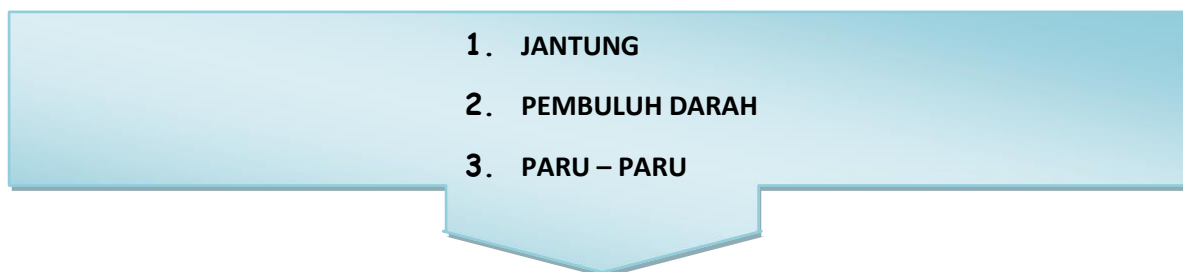 1. JANTUNG
2. PEMBULUH DARAH
3. PARU – PARU